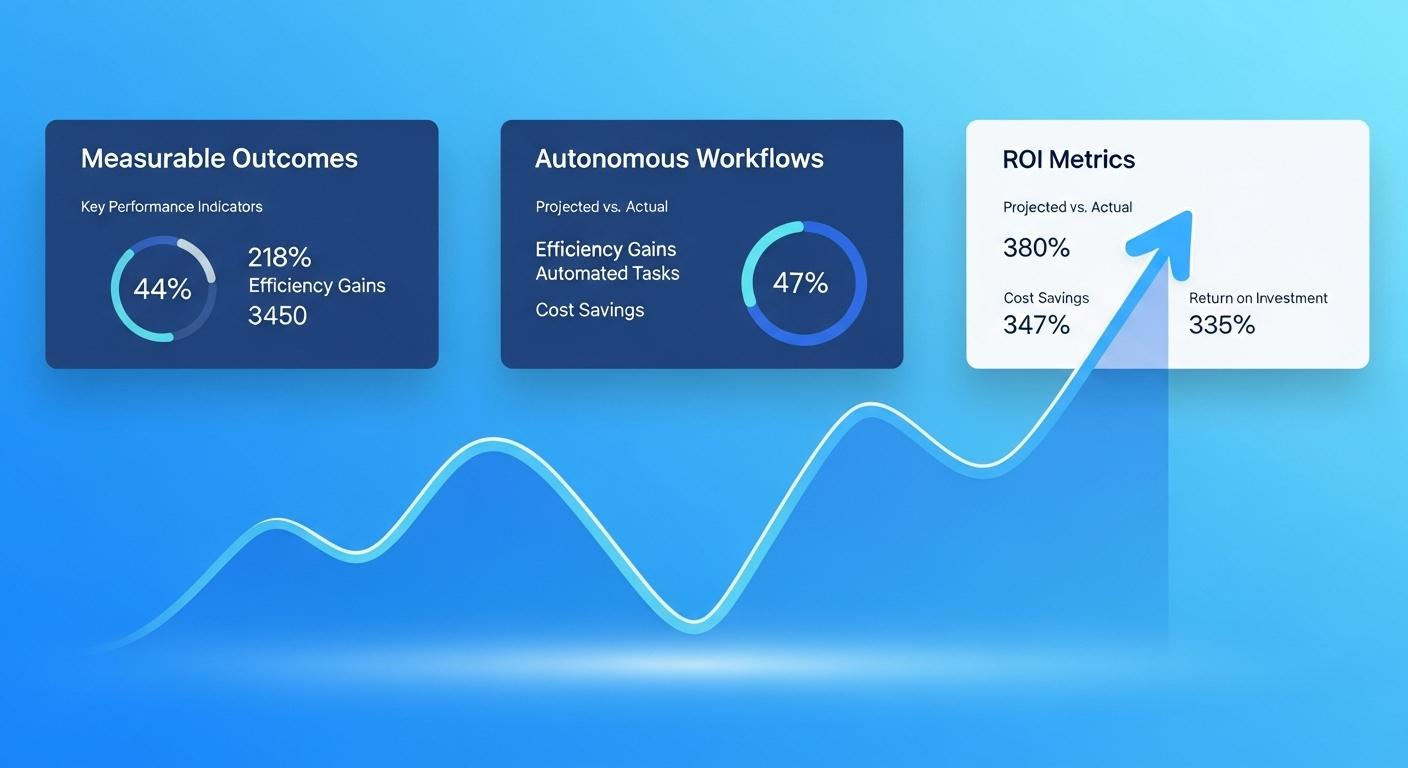 Measurable Outcomes
Key Performance Indicators
44%
218%
Efficiency Gains
3450
Autonomous Workflows
Projected vs. Actual
Efficiency Gains
Automated Tasks
Cost Savings
47%
ROI Metrics
Projected vs. Actual
380%
Cost Savings
347%
Return on Investment
335%